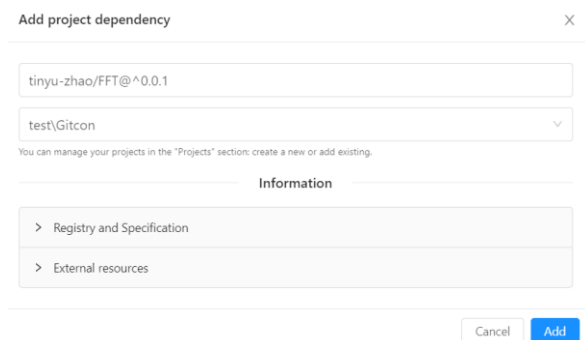 Add project dependency
tinyu-zhao/FFT@^0.0.1
test\Gitcon
You can manage your projects in the "Projects" section: create a new or add existing.
Information
Registry and Specification
External resources
Cancel Add